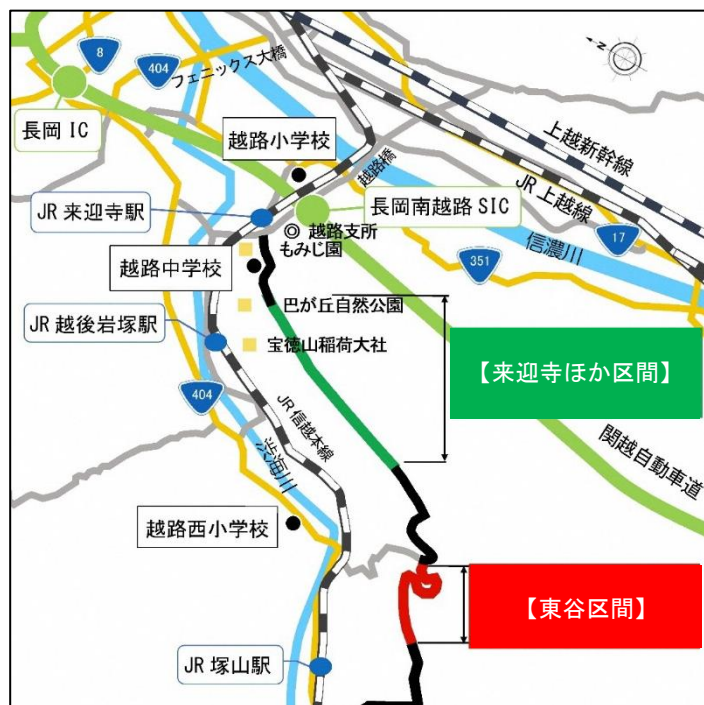 8
404
フェニックス大橋
N
長岡 IC
越路小学校
越路橋
上越新幹線
JR 上越線
JR 来迎寺駅
長岡南越路 SIC
◎ 越路支所
もみじ園
信濃川
17
越路中学校
351
巴が丘自然公園
JR 越後岩塚駅
宝徳山稲荷大社
【来迎寺ほか区間】
404
JR 信越本線
渋海川
関越自動車道
越路西小学校
【東谷区間】
JR 塚山駅